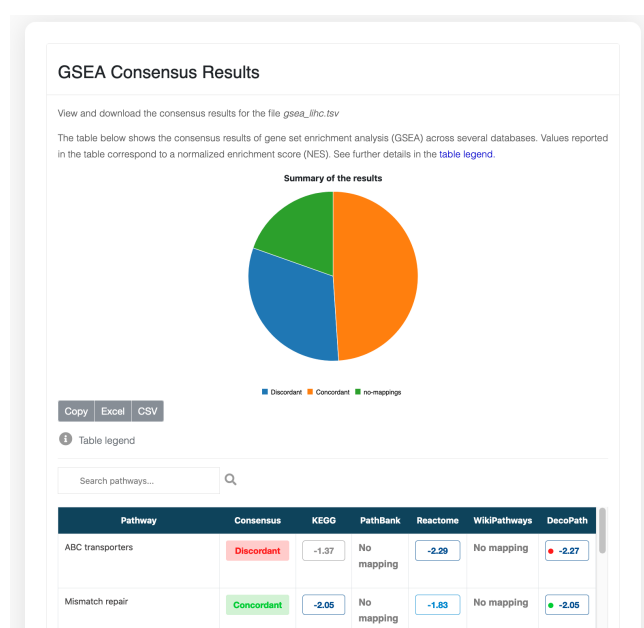 GSEA Consensus Results
View and download the consensus results for the file gsea_lihc.tsv
The table below shows the consensus results of gene set enrichment analysis (GSEA) across several databases. Values reported
in the table correspond to a normalized enrichment score (NES). See further details in the table legend.
Summary of the results
Discordant Concordant no-mappings
Copy Excel CSV
Table legend
Search pathways...
Pathway Consensus KEGG PathBank Reactome WikiPathways DecoPath
ABC transporters Discordant -1.37 No mapping -2.29 No mapping -2.27
Mismatch repair Concordant -2.05 No mapping -1.83 No mapping -2.05